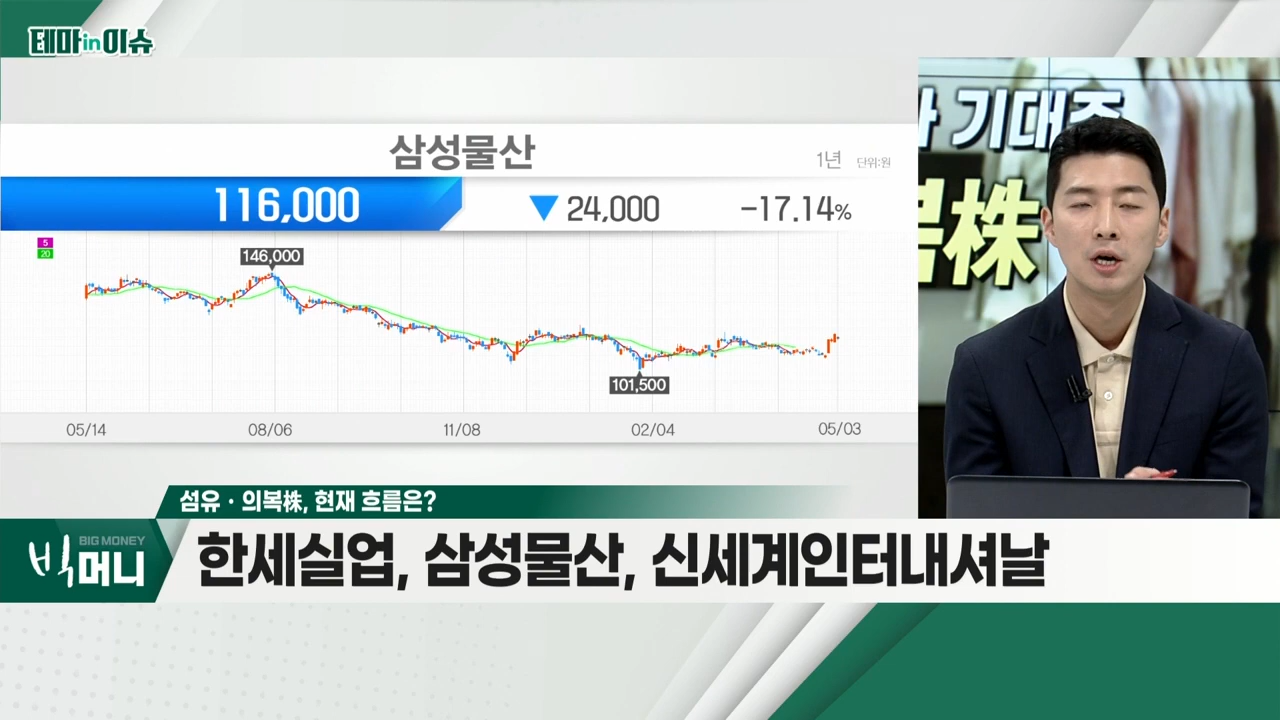 테마in이슈
삼성물산
1년 단위:원
116,000 ▼24,000 -17.14%
5
20
146,000
101,500
05/14 08/06 11/08 02/04 05/03
기대주
株
섬유·의복株, 현재 흐름은?
BIG MONEY
빅머니
한세실업, 삼성물산, 신세계인터내셔날